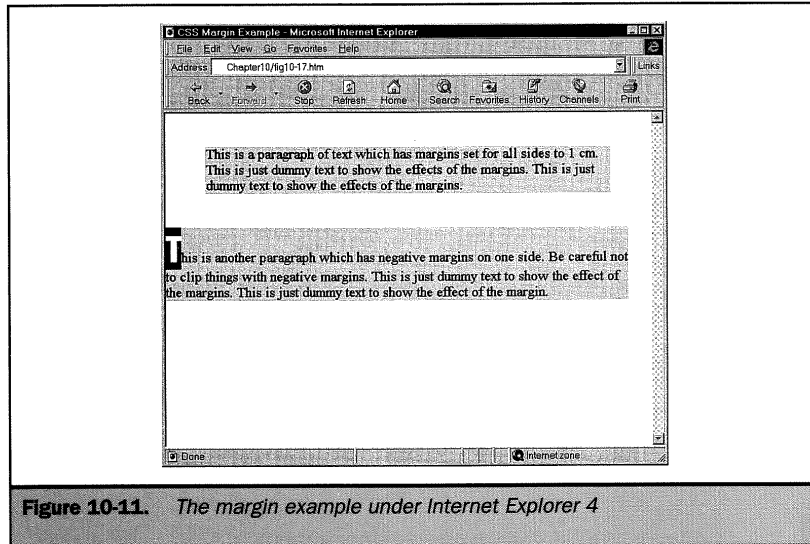 CSS Margin Example - Microsoft Internet Explorer
File Edit View Go Favorites Help
Address Chapter10/fig10-17.htm Links
Back Forward Stop Refresh Home Search Favorites History Channels Print
This is a paragraph of text which has margins set for all sides to 1 cm.
This is just dummy text to show the effects of the margins. This is just
dummy text to show the effects of the margins.
This is another paragraph which has negative margins on one side. Be careful not
to clip things with negative margins. This is just dummy text to show the effect of
the margins. This is just dummy text to show the effect of the margin.
Done Internet zone
Figure 10-11. The margin example under Internet Explorer 4